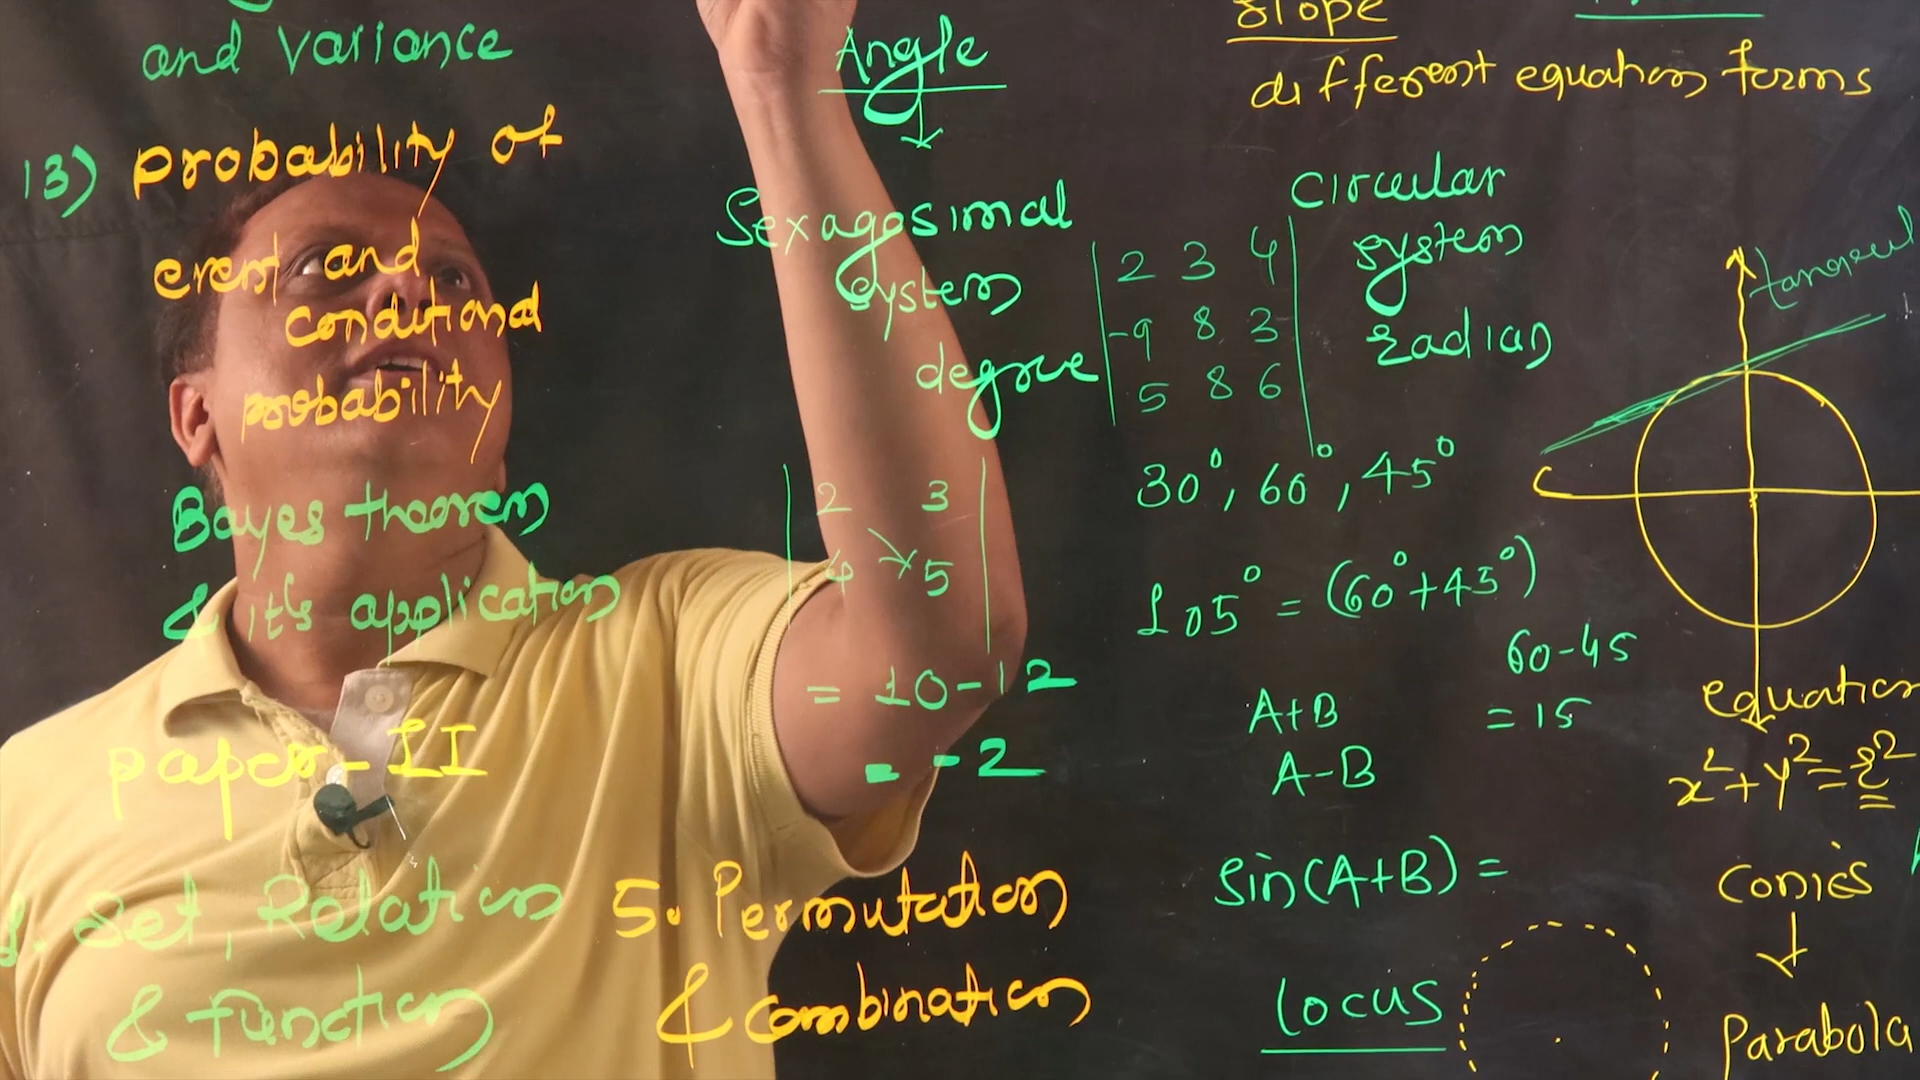 and variance
13) probability of
event and
conditional
probability
Bayes theorem
& it's application
paper-II
1. Set, Relation
& function
Angle
Sexagesimal
system
degree
2 3
4 5
= 10-12
= -2
5. Permutation
& combination
2 3 4
-9 8 3
5 8 6
Circular
system
radian
30°, 60°, 45°
105° = (60°+45°)
60-45
= 15
A+B
A-B
Sin(A+B) =
locus
slope
different equation forms
tangent
equation
x²+y²=r²
Conics
Parabola